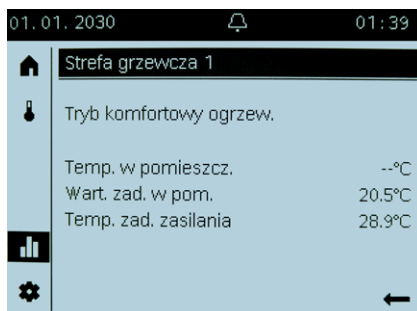 01.01.2030 01:39
Strefa grzewcza 1
Tryb komfortowy ogrzew.
Temp. w pomieszcz. --°C
Wart. zad. w pom. 20.5°C
Temp. zad. zasilania 28.9°C